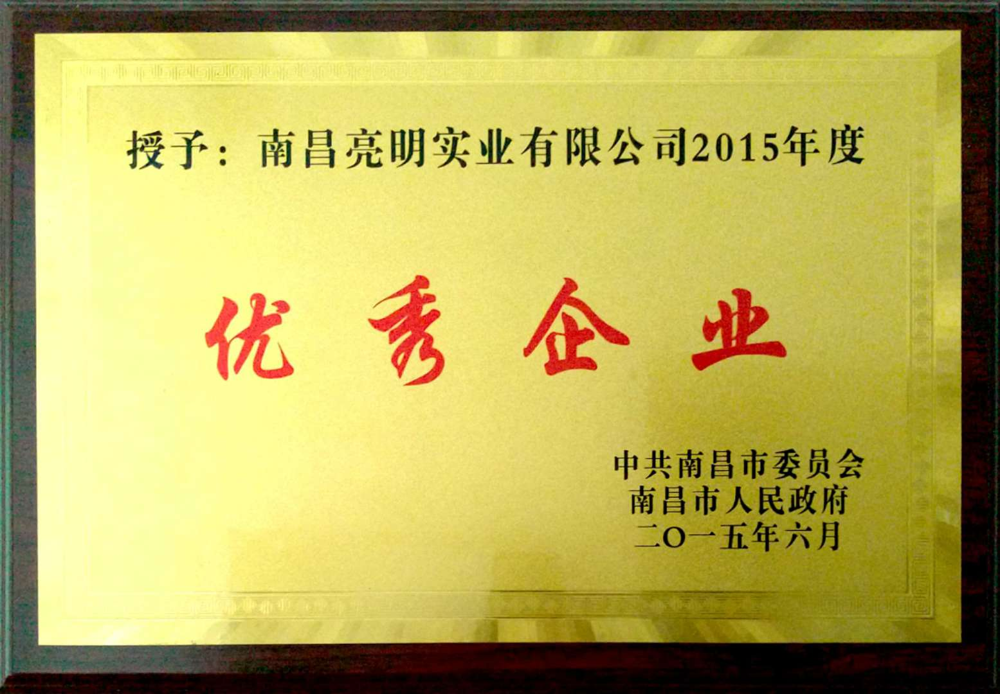 授予：南昌亮明实业有限公司2015年度
优秀企业
中共南昌市委员会
南昌市人民政府
二〇一五年六月